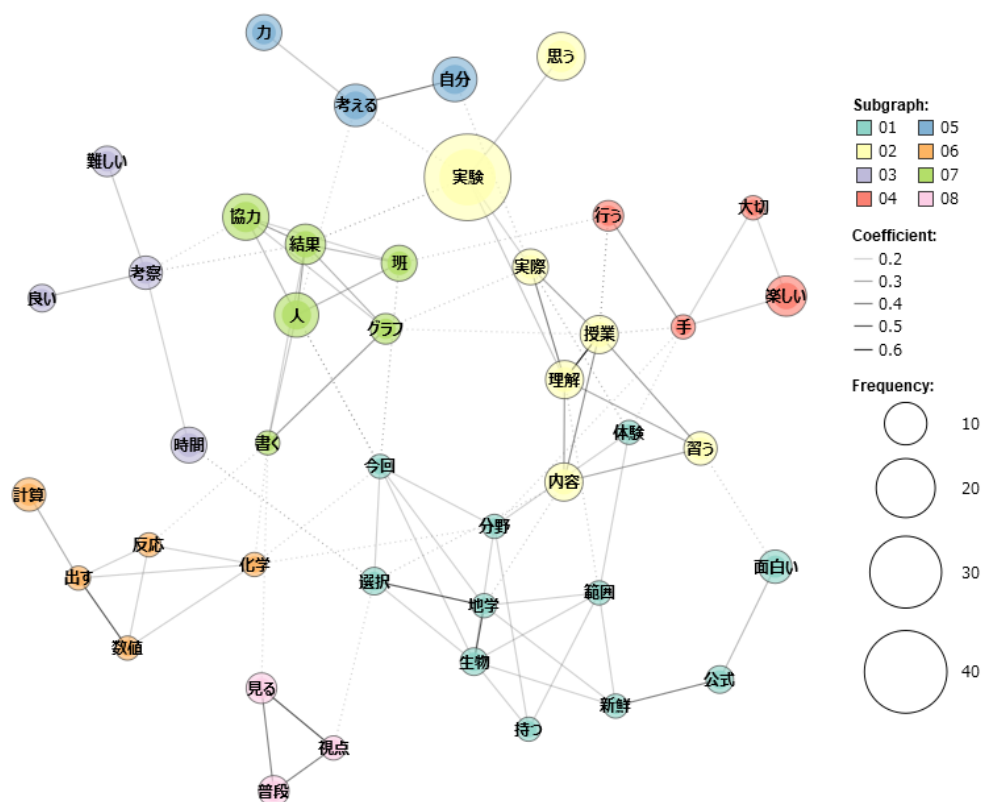 力
思う
自分
考える
実験
難しい
協力
大切
行う
結果
班
実際
考察
楽しい
良い
人
グラフ
手
授業
理解
体験
書く
時間
習う
今回
内容
計算
分野
反応
化学
面白い
出す
選択
範囲
地学
数値
生物
公式
見る
新鮮
持つ
視点
普段
Subgraph:
01 05
02 06
03 07
04 08
Coefficient:
0.2
0.3
0.4
0.5
0.6
Frequency:
10
20
30
40